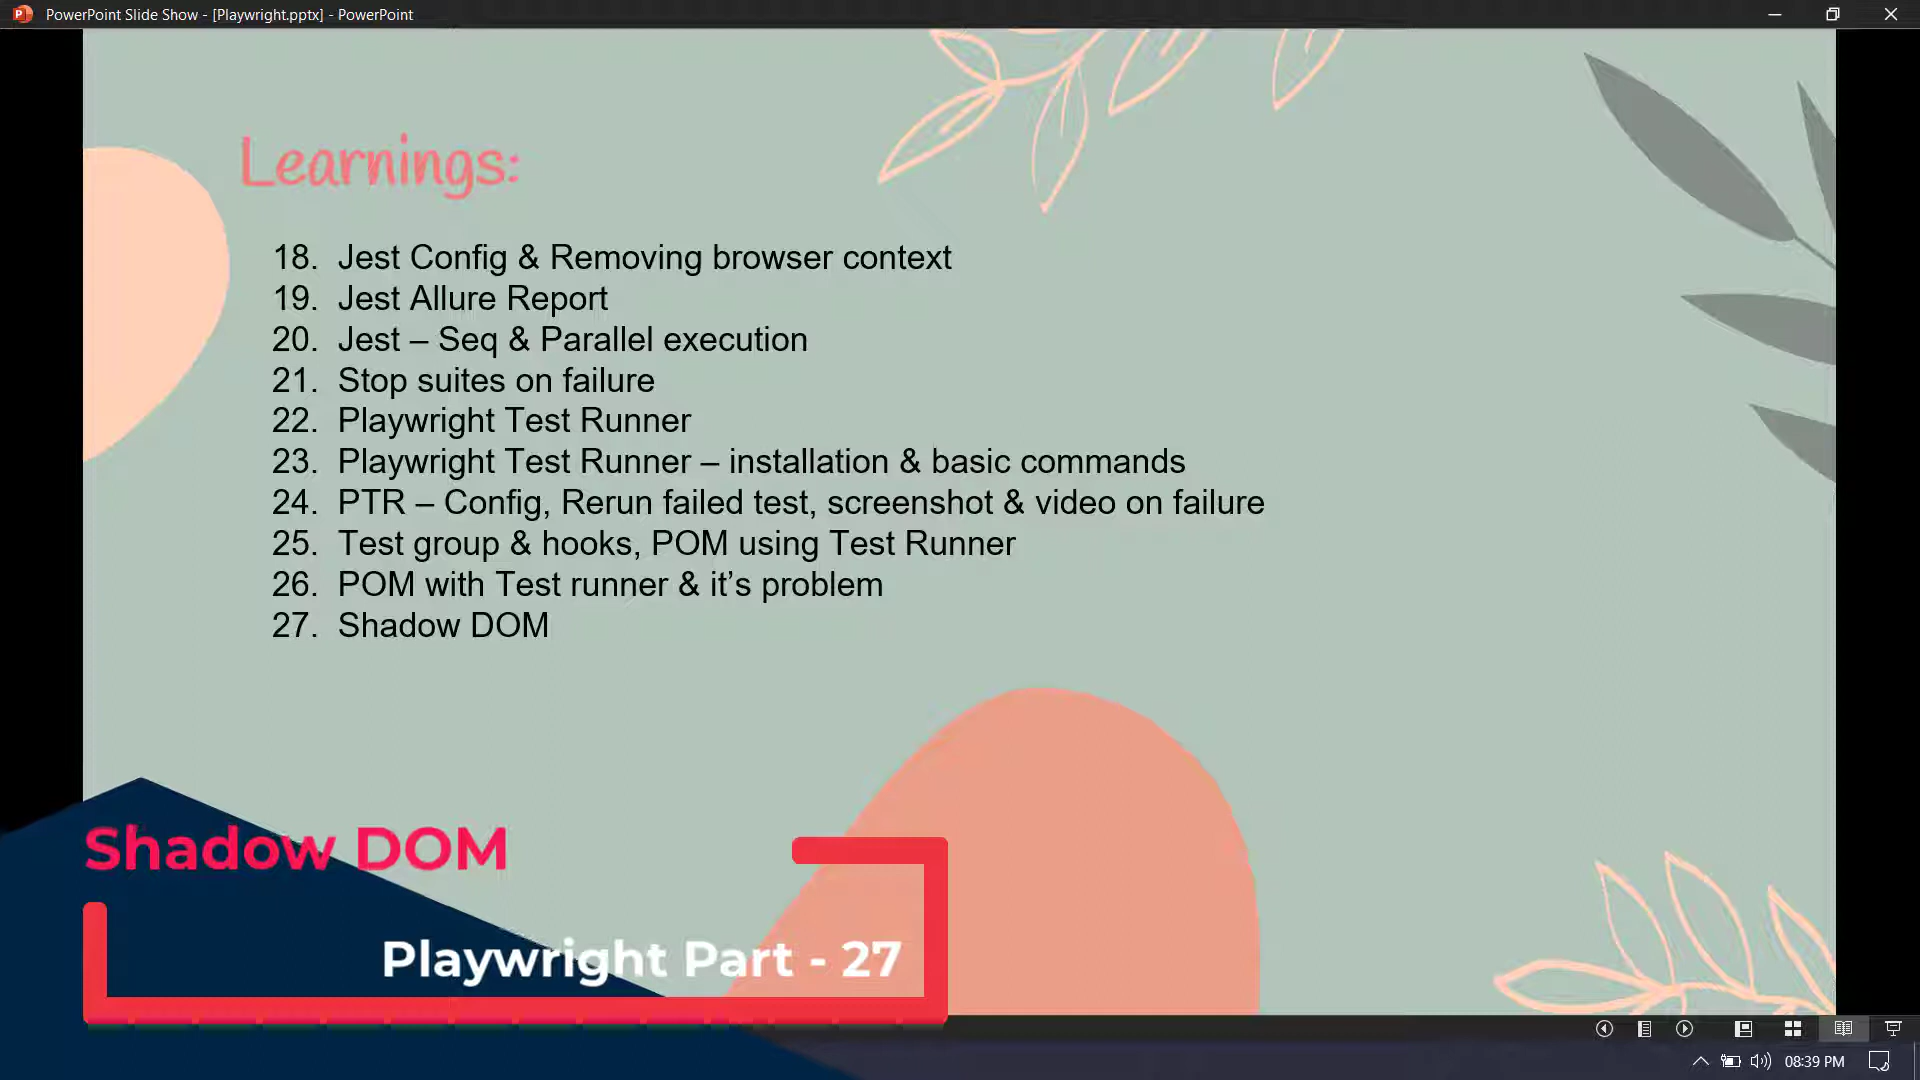 PowerPoint Slide Show - [Playwright.pptx] - PowerPoint
Learnings:
18. Jest Config & Removing browser context
19. Jest Allure Report
20. Jest – Seq & Parallel execution
21. Stop suites on failure
22. Playwright Test Runner
23. Playwright Test Runner – installation & basic commands
24. PTR – Config, Rerun failed test, screenshot & video on failure
25. Test group & hooks, POM using Test Runner
26. POM with Test runner & it’s problem
27. Shadow DOM
Shadow DOM
Playwright Part - 27
08:39 PM